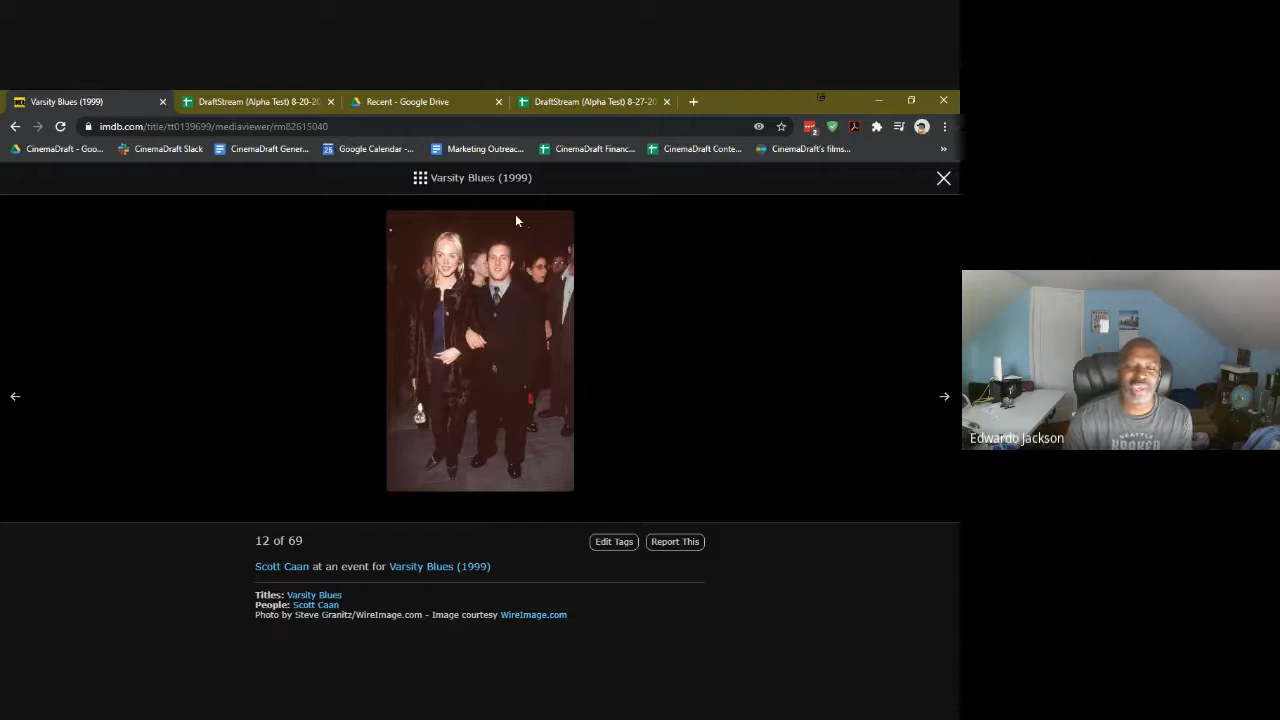 Varsity Blues (1999)
DraftStream (Alpha Test) 8-20-20
Recent - Google Drive
DraftStream (Alpha Test) 8-27-20
imdb.com/title/tt0139699/mediaviewer/rm82615040
2
CinemaDraft - Goo...
CinemaDraft Slack
CinemaDraft Gener...
Google Calendar -...
Marketing Outreac...
CinemaDraft Financ...
CinemaDraft Conte...
CinemaDraft's films...
»
Varsity Blues (1999)
SEATTLE
KRAKEN
Edwardo Jackson
12 of 69
Edit Tags
Report This
Scott Caan at an event for Varsity Blues (1999)
Titles: Varsity Blues
People: Scott Caan
Photo by Steve Granitz/WireImage.com - Image courtesy WireImage.com